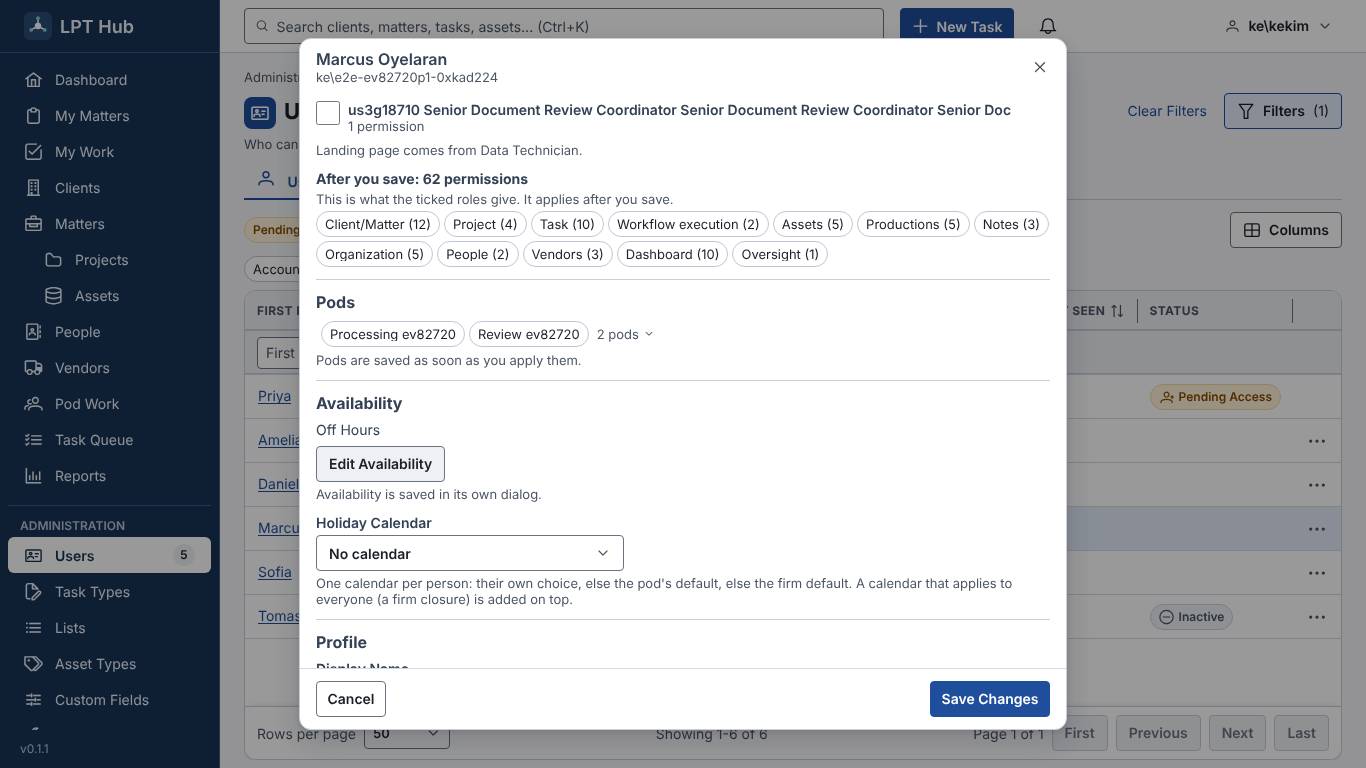 LPT Hub
Search clients, matters, tasks, assets... (Ctrl+K)
New Task
ke\kekim
Dashboard
My Matters
My Work
Clients
Matters
Projects
Assets
People
Vendors
Pod Work
Task Queue
Reports
ADMINISTRATION
Users 5
Task Types
Lists
Asset Types
Custom Fields
v0.1.1
Who can
Clear Filters
Filters (1)
Pending
Columns
SEEN
STATUS
First
Priya
Pending Access
Daniel
Sofia
Inactive
Rows per page 50
Showing 1-6 of 6
Page 1 of 1
First
Previous
Next
Last
Marcus Oyelaran
ke\e2e-ev82720p1-0xkad224
us3g18710 Senior Document Review Coordinator Senior Document Review Coordinator Senior Doc
1 permission
Landing page comes from Data Technician.
After you save: 62 permissions
This is what the ticked roles give. It applies after you save.
Client/Matter (12) Project (4) Task (10) Workflow execution (2) Assets (5) Productions (5) Notes (3)
Organization (5) People (2) Vendors (3) Dashboard (10) Oversight (1)
Pods
Processing ev82720 Review ev82720 2 pods
Pods are saved as soon as you apply them.
Availability
Off Hours
Edit Availability
Availability is saved in its own dialog.
Holiday Calendar
No calendar
One calendar per person: their own choice, else the pod's default, else the firm default. A calendar that applies to
everyone (a firm closure) is added on top.
Profile
Display Name
Cancel
Save Changes